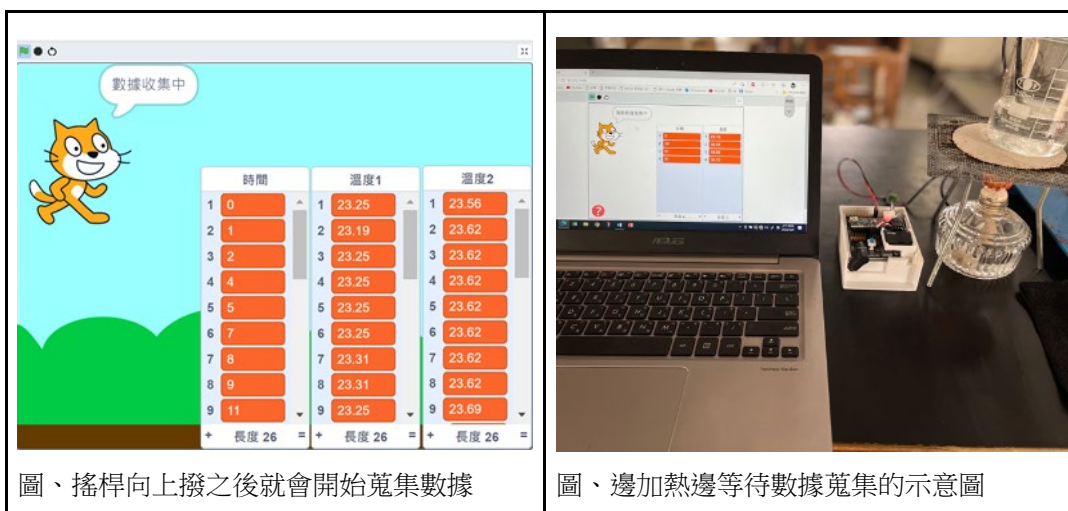 數據收集中
時間 溫度1 溫度2
1 0 1 23.25 1 23.56
2 1 2 23.19 2 23.62
3 2 3 23.25 3 23.62
4 4 4 23.25 4 23.62
5 5 5 23.25 5 23.62
6 7 6 23.25 6 23.62
7 8 7 23.31 7 23.62
8 9 8 23.31 8 23.62
9 11 9 23.25 9 23.69
+ 長度 26 = + 長度 26 = + 長度 26 =
圖、搖桿向上撥之後就會開始蒐集數據
ASUS
圖、邊加熱邊等待數據蒐集的示意圖